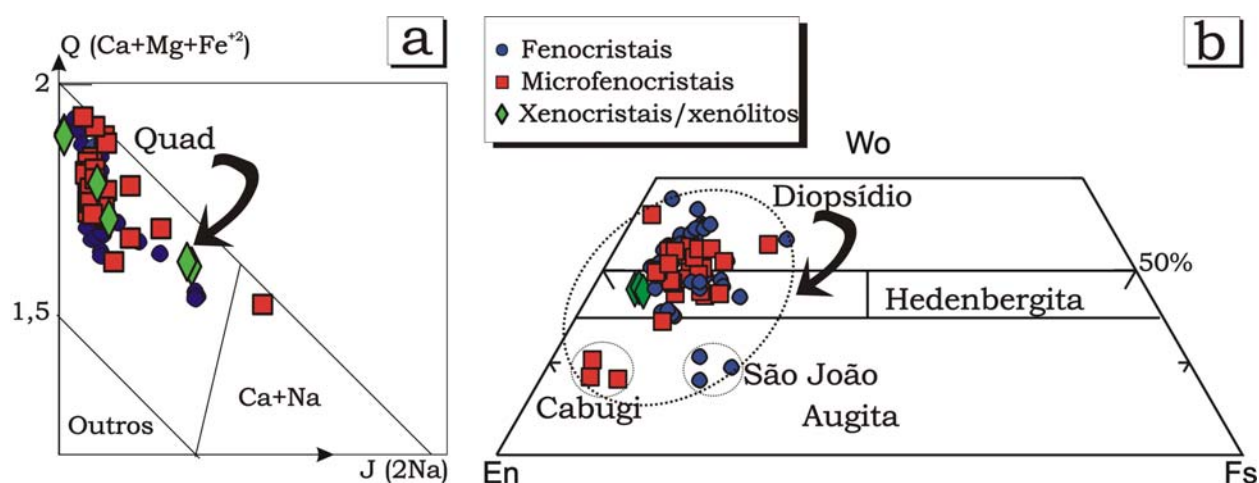 Q (Ca+Mg+Fe⁺²)
a
2
Quad
1,5
Ca+Na
Outros
J (2Na)
Fenocristais
Microfenocristais
Xenocristais/xenólitos
b
Wo
Diopsídio
50%
Hedenbergita
São João
Cabugi
Augita
En
Fs